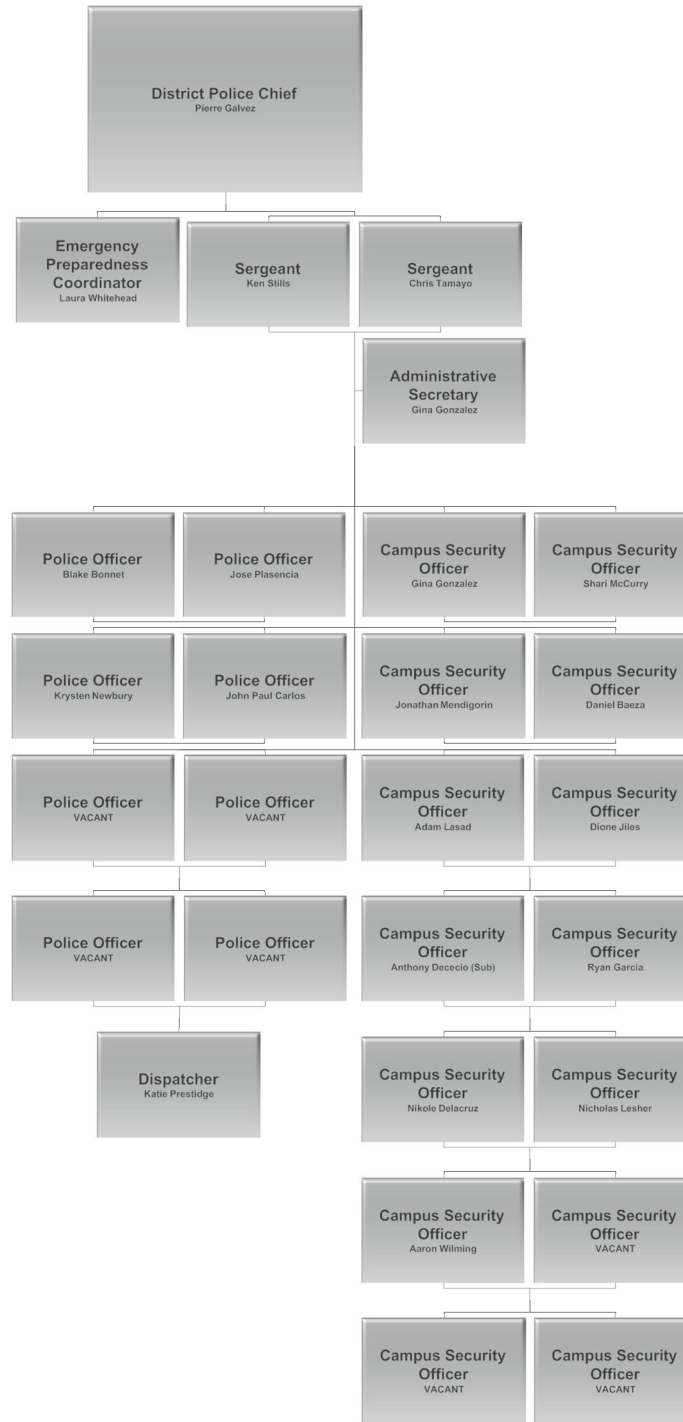 District Police Chief
Pierre Galvez
Emergency
Preparedness
Coordinator
Laura Whitehead
Sergeant
Ken Stills
Sergeant
Chris Tamayo
Administrative
Secretary
Gina Gonzalez
Police Officer
Blake Bonnet
Police Officer
Jose Plasencia
Campus Security
Officer
Gina Gonzalez
Campus Security
Officer
Shari McCurry
Police Officer
Krysten Newbury
Police Officer
John Paul Carlos
Campus Security
Officer
Jonathan Mendigorin
Campus Security
Officer
Daniel Baeza
Police Officer
VACANT
Police Officer
VACANT
Campus Security
Officer
Adam Lasad
Campus Security
Officer
Dione Jiles
Police Officer
VACANT
Police Officer
VACANT
Campus Security
Officer
Anthony Dececio (Sub)
Campus Security
Officer
Ryan Garcia
Dispatcher
Katie Prestidge
Campus Security
Officer
Nikole Delacruz
Campus Security
Officer
Nicholas Lesher
Campus Security
Officer
Aaron Wilming
Campus Security
Officer
VACANT
Campus Security
Officer
VACANT
Campus Security
Officer
VACANT